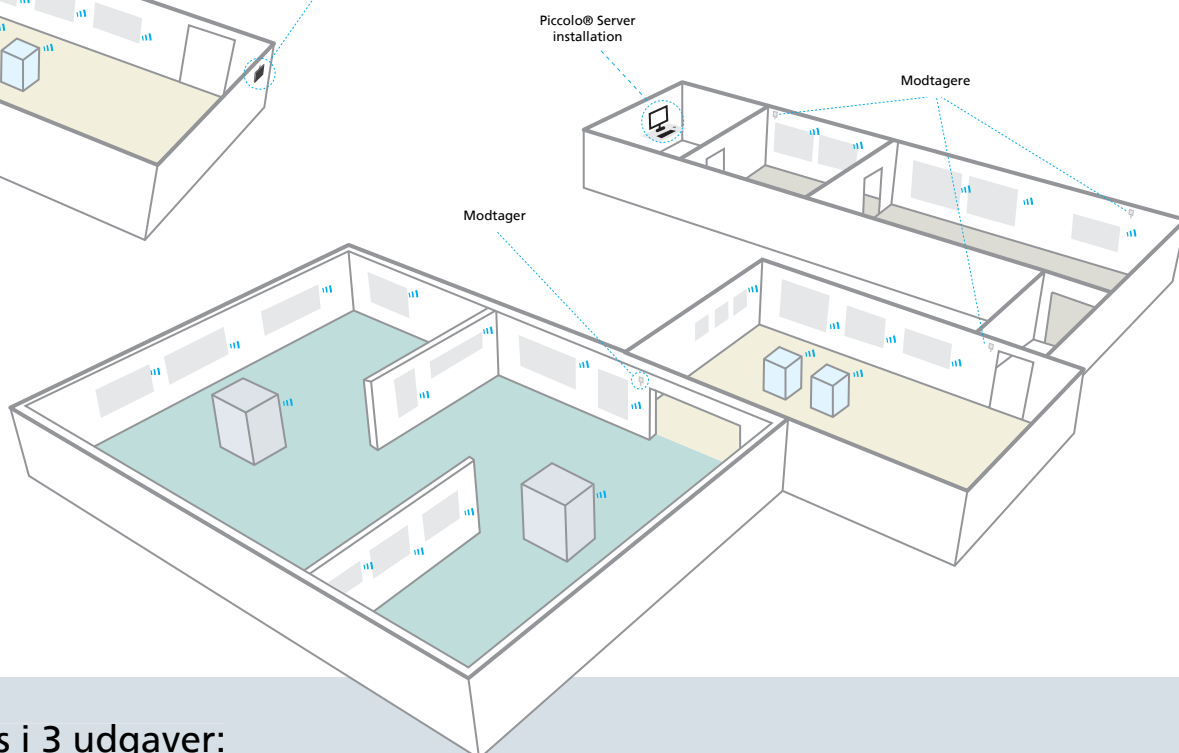 Piccolo® Server
installation
Modtagere
Modtager
s i 3 udgaver: